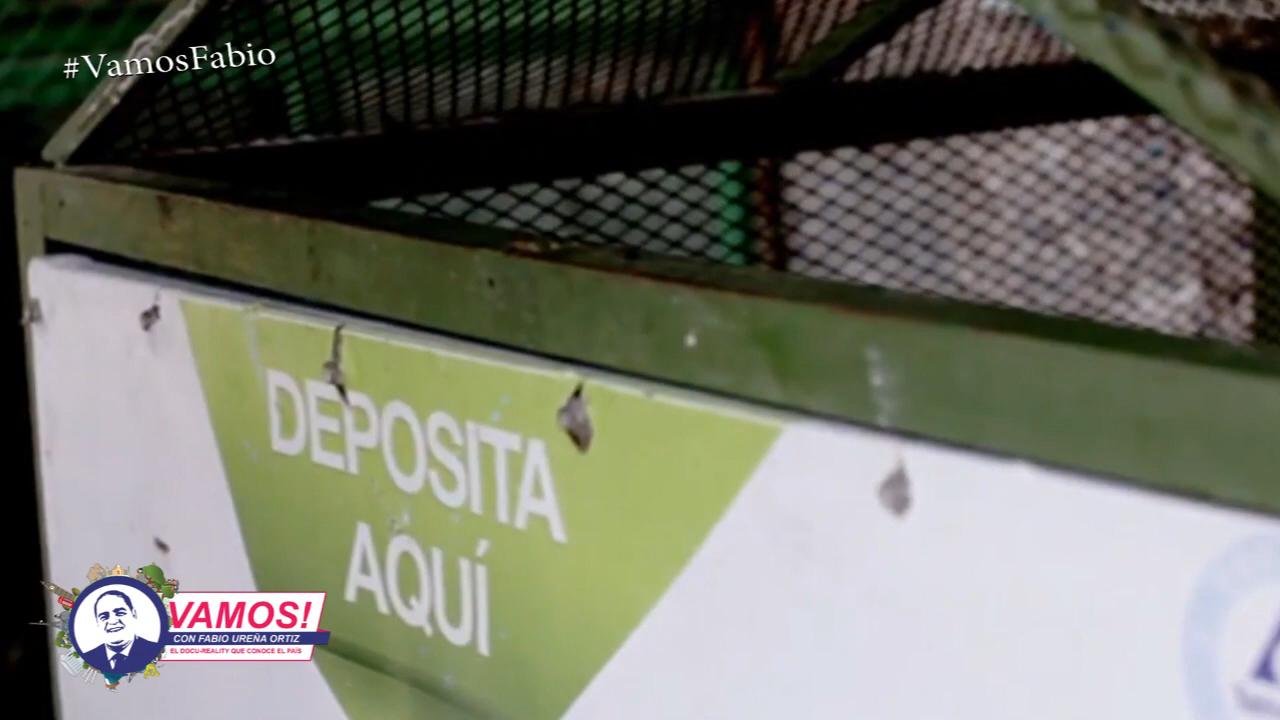 #VamosFabio
DEPOSITA
AQUÍ
VAMOS!
CON FABIO UREÑA ORTIZ
EL DOCU-REALITY QUE CONOCE EL PAÍS